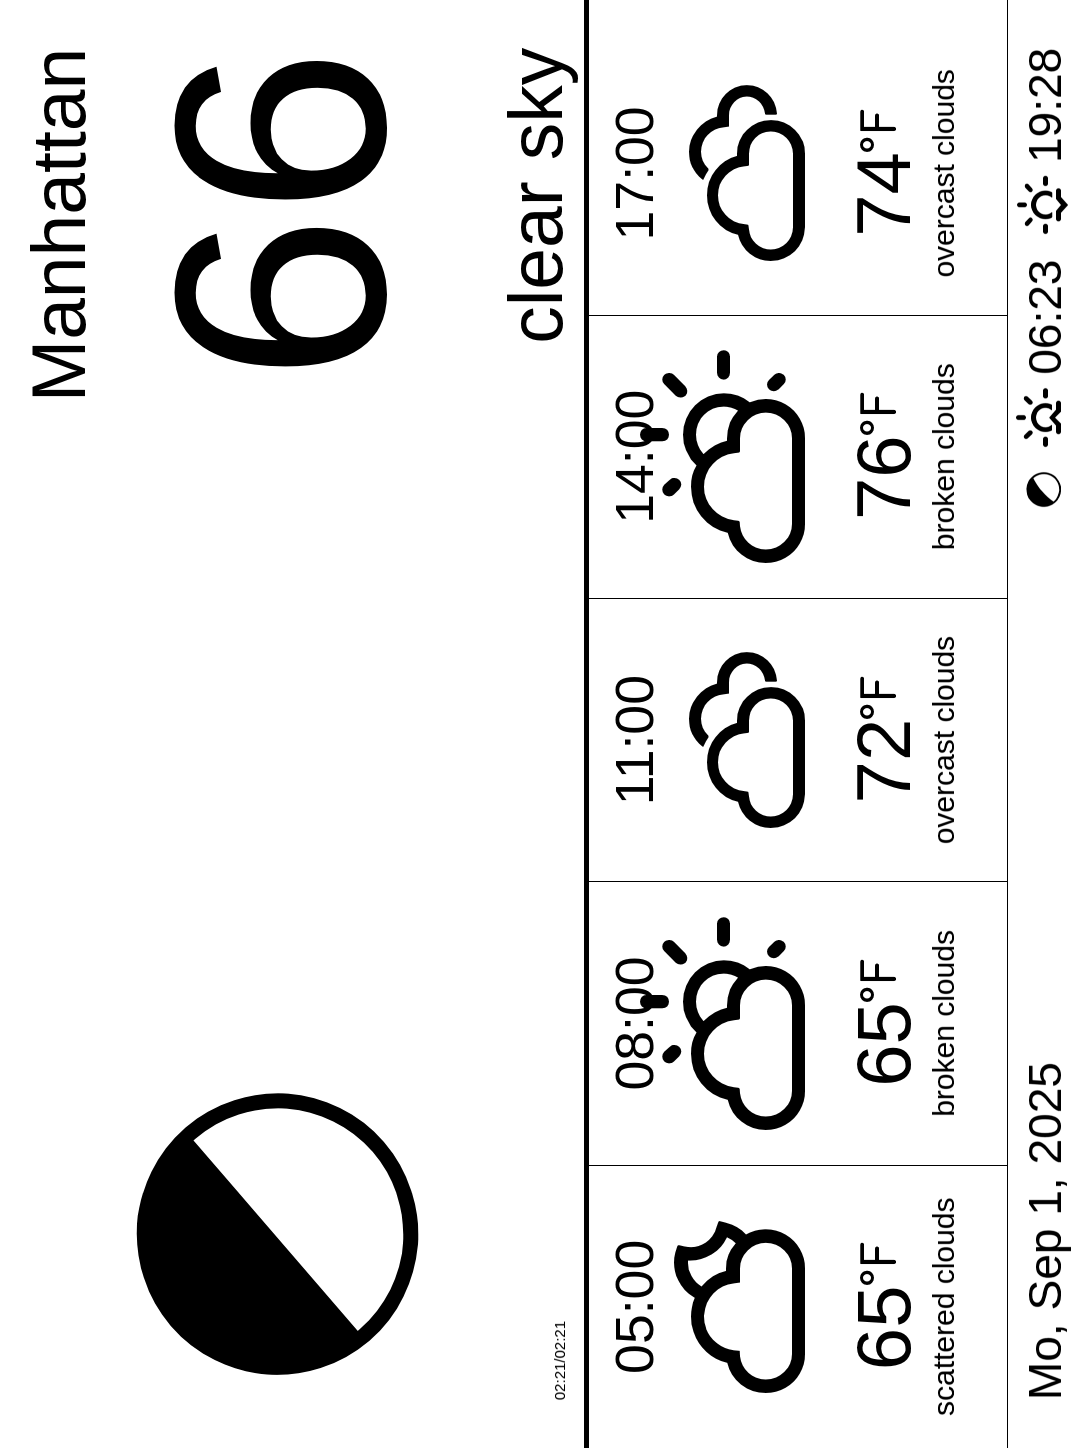 Manhattan
66
02:21/02:21 clear sky
05:00 08:00 11:00 14:00 17:00
65°F 65°F 72°F 76°F 74°F
scattered clouds broken clouds overcast clouds broken clouds overcast clouds
Mo, Sep 1, 2025 06:23 19:28